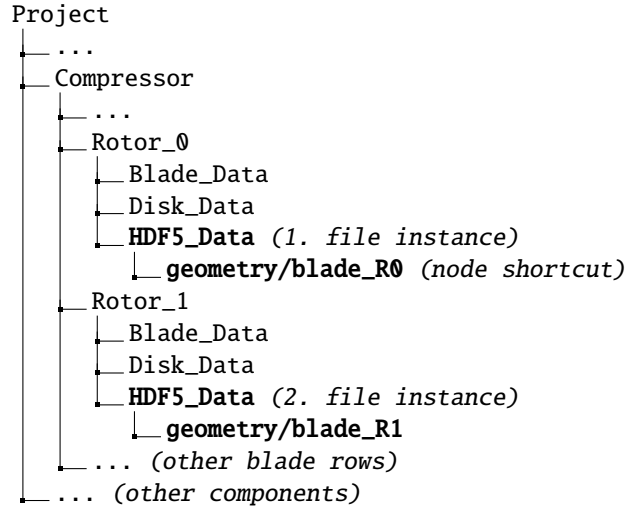 Project
...
Compressor
...
Rotor_0
Blade_Data
Disk_Data
HDF5_Data (1. file instance)
geometry/blade_R0 (node shortcut)
Rotor_1
Blade_Data
Disk_Data
HDF5_Data (2. file instance)
geometry/blade_R1
... (other blade rows)
... (other components)